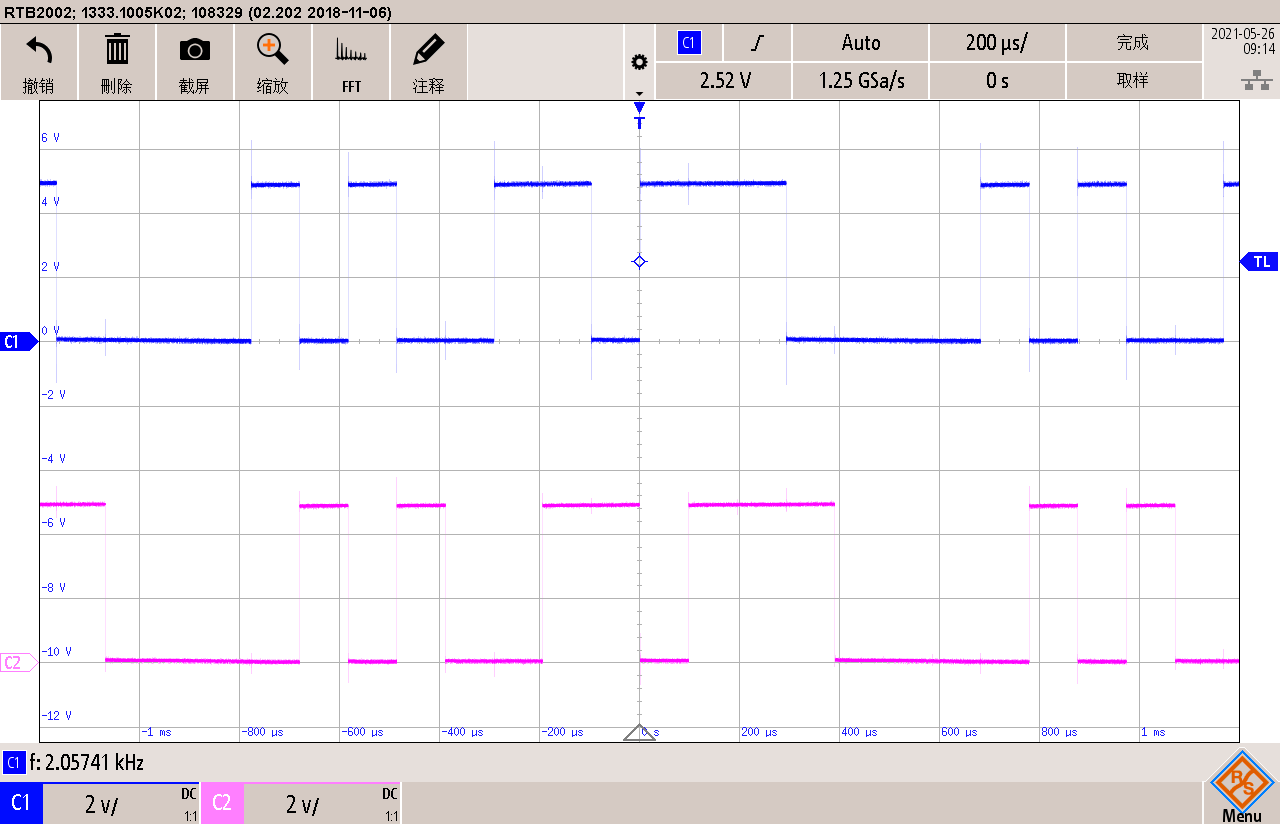 RTB2002; 1333.1005K02; 108329 (02.202 2018-11-06)
撤销 刪除 截屏 缩放 FFT 注释
C1 Auto 200 µs/ 完成 2021-05-26
09:14
2.52 V 1.25 GSa/s 0 s 取样
T
6 V
4 V
2 V
TL
0 V
C1
-2 V
-4 V
-6 V
-8 V
-10 V
C2
-12 V
-1 ms -800 µs -600 µs -400 µs -200 µs 0 s 200 µs 400 µs 600 µs 800 µs 1 ms
C1 f: 2.05741 kHz
C1 2 V/ DC 1:1 C2 2 V/ DC 1:1
R S
Menu